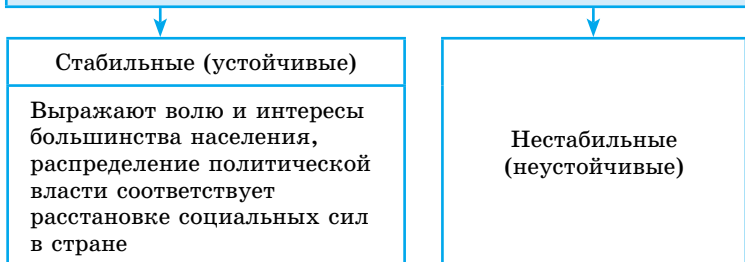 Стабильные (устойчивые)
Выражают волю и интересы
большинства населения,
распределение политической
власти соответствует
расстановке социальных сил
в стране
Нестабильные
(неустойчивые)